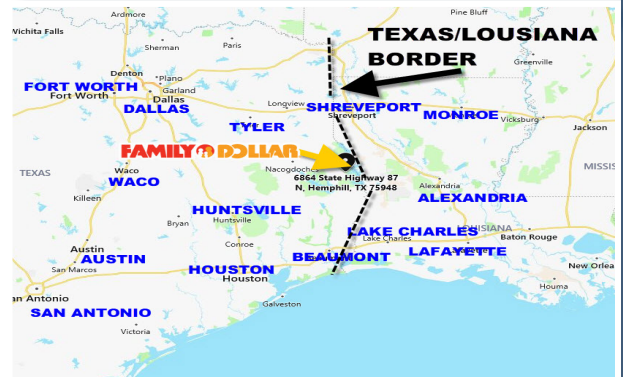 Ardmore
Pine Bluff
Wichita Falls
Sherman
Paris
TEXAS/LOUSIANA
BORDER
Greenville
Denton
Plano
FORT WORTH
Garland
Fort Worth
Dallas
DALLAS
Longview
SHREVEPORT
Shreveport
MONROE
Vicksburg
Jackson
TYLER
FAMILY DOLLAR
Nacogdoches
6864 State Highway 87
N, Hemphill, TX 75948
TEXAS
Waco
WACO
MISSIS
Alexandria
ALEXANDRIA
Killeen
HUNTSVILLE
Huntsville
Bryan
LAKE CHARLES
Lake Charles
Baton Rouge
Conroe
Austin
AUSTIN
San Marcos
HOUSTON
Houston
BEAUMONT
LAFAYETTE
New Orlea
Houma
an Antonio
SAN ANTONIO
Galveston
Victoria